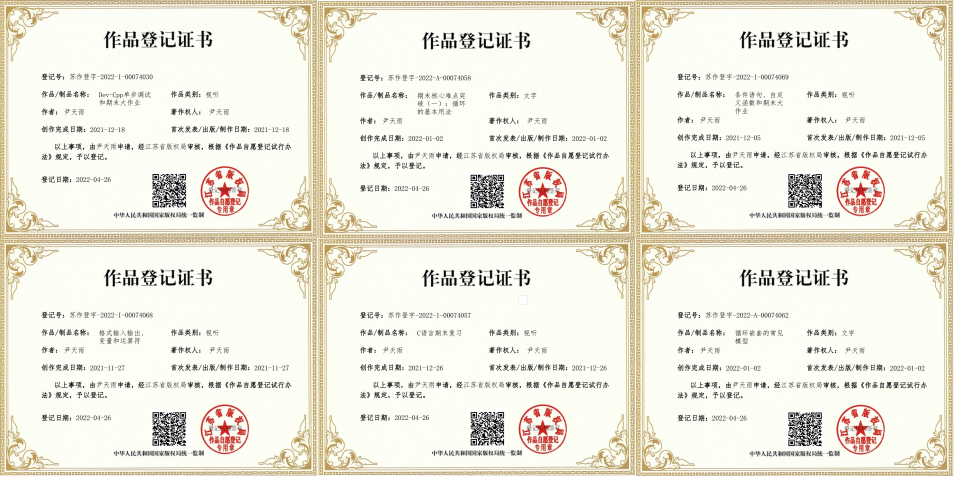 作品登记证书
登记号：苏作登字-2022-I-00074030
作品/制品名称： Dev-Cpp单步调试 作品类别：视听
和期末大作业
作者： 尹天雨 著作权人： 尹天雨
创作完成日期：2021-12-18 首次发表/出版/制作日期：2021-12-18
以上事项，由尹天雨申请，经江苏省版权局审核，根据《作品自愿登记试行办
法》规定，予以登记。
登记日期：2022-04-26
江苏省版权局
作品自愿登记
专用章
中华人民共和国国家版权局统一监制
作品登记证书
登记号：苏作登字-2022-A-00074058
作品/制品名称： 期末核心难点突 作品类别：文字
破（一）：循环
的基本用法
作者： 尹天雨 著作权人： 尹天雨
创作完成日期：2022-01-02 首次发表/出版/制作日期：2022-01-02
以上事项，由尹天雨申请，经江苏省版权局审核，根据《作品自愿登记试行办
法》规定，予以登记。
登记日期：2022-04-26
江苏省版权局
作品自愿登记
专用章
中华人民共和国国家版权局统一监制
作品登记证书
登记号：苏作登字-2022-I-00074069
作品/制品名称： 条件语句、自定 作品类别：视听
义函数和期末大
作业
作者： 尹天雨 著作权人： 尹天雨
创作完成日期：2021-12-05 首次发表/出版/制作日期：2021-12-05
以上事项，由尹天雨申请，经江苏省版权局审核，根据《作品自愿登记试行办
法》规定，予以登记。
登记日期：2022-04-26
江苏省版权局
作品自愿登记
专用章
中华人民共和国国家版权局统一监制
作品登记证书
登记号：苏作登字-2022-I-00074068
作品/制品名称： 格式输入输出、 作品类别：视听
变量和运算符
作者： 尹天雨 著作权人： 尹天雨
创作完成日期：2021-11-27 首次发表/出版/制作日期：2021-11-27
以上事项，由尹天雨申请，经江苏省版权局审核，根据《作品自愿登记试行办
法》规定，予以登记。
登记日期：2022-04-26
江苏省版权局
作品自愿登记
专用章
中华人民共和国国家版权局统一监制
作品登记证书
登记号：苏作登字-2022-I-00074037
作品/制品名称： C语言期末复习 作品类别：视听
作者： 尹天雨 著作权人： 尹天雨
创作完成日期：2021-12-26 首次发表/出版/制作日期：2021-12-26
以上事项，由尹天雨申请，经江苏省版权局审核，根据《作品自愿登记试行办
法》规定，予以登记。
登记日期：2022-04-26
江苏省版权局
作品自愿登记
专用章
中华人民共和国国家版权局统一监制
作品登记证书
登记号：苏作登字-2022-A-00074062
作品/制品名称： 循环嵌套的常见 作品类别：文字
模型
作者： 尹天雨 著作权人： 尹天雨
创作完成日期：2022-01-02 首次发表/出版/制作日期：2022-01-02
以上事项，由尹天雨申请，经江苏省版权局审核，根据《作品自愿登记试行办
法》规定，予以登记。
登记日期：2022-04-26
江苏省版权局
作品自愿登记
专用章
中华人民共和国国家版权局统一监制